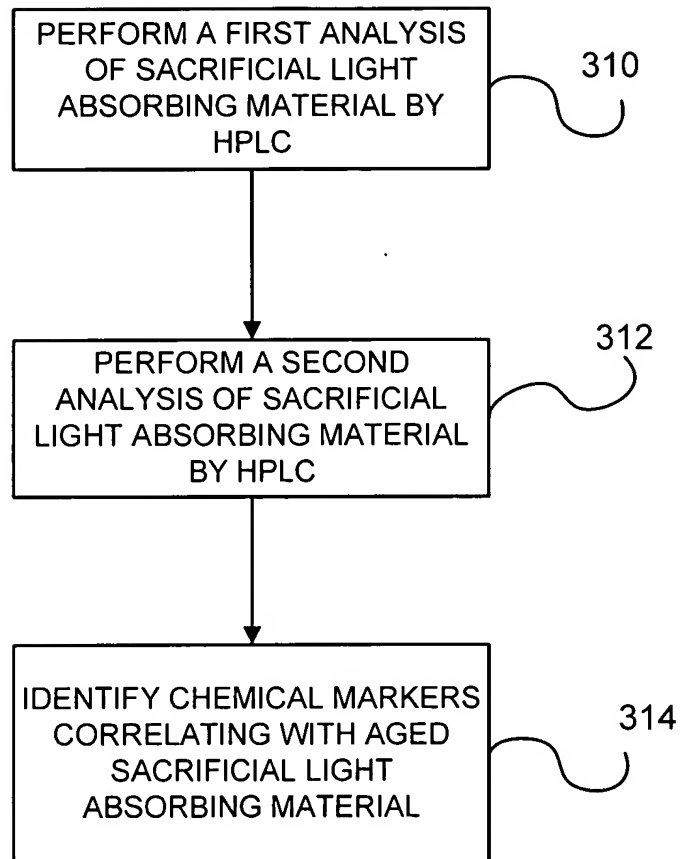 PERFORM A FIRST ANALYSIS
OF SACRIFICIAL LIGHT
ABSORBING MATERIAL BY
HPLC
310
PERFORM A SECOND
ANALYSIS OF SACRIFICIAL
LIGHT ABSORBING MATERIAL
BY HPLC
312
IDENTIFY CHEMICAL MARKERS
CORRELATING WITH AGED
SACRIFICIAL LIGHT
ABSORBING MATERIAL
314